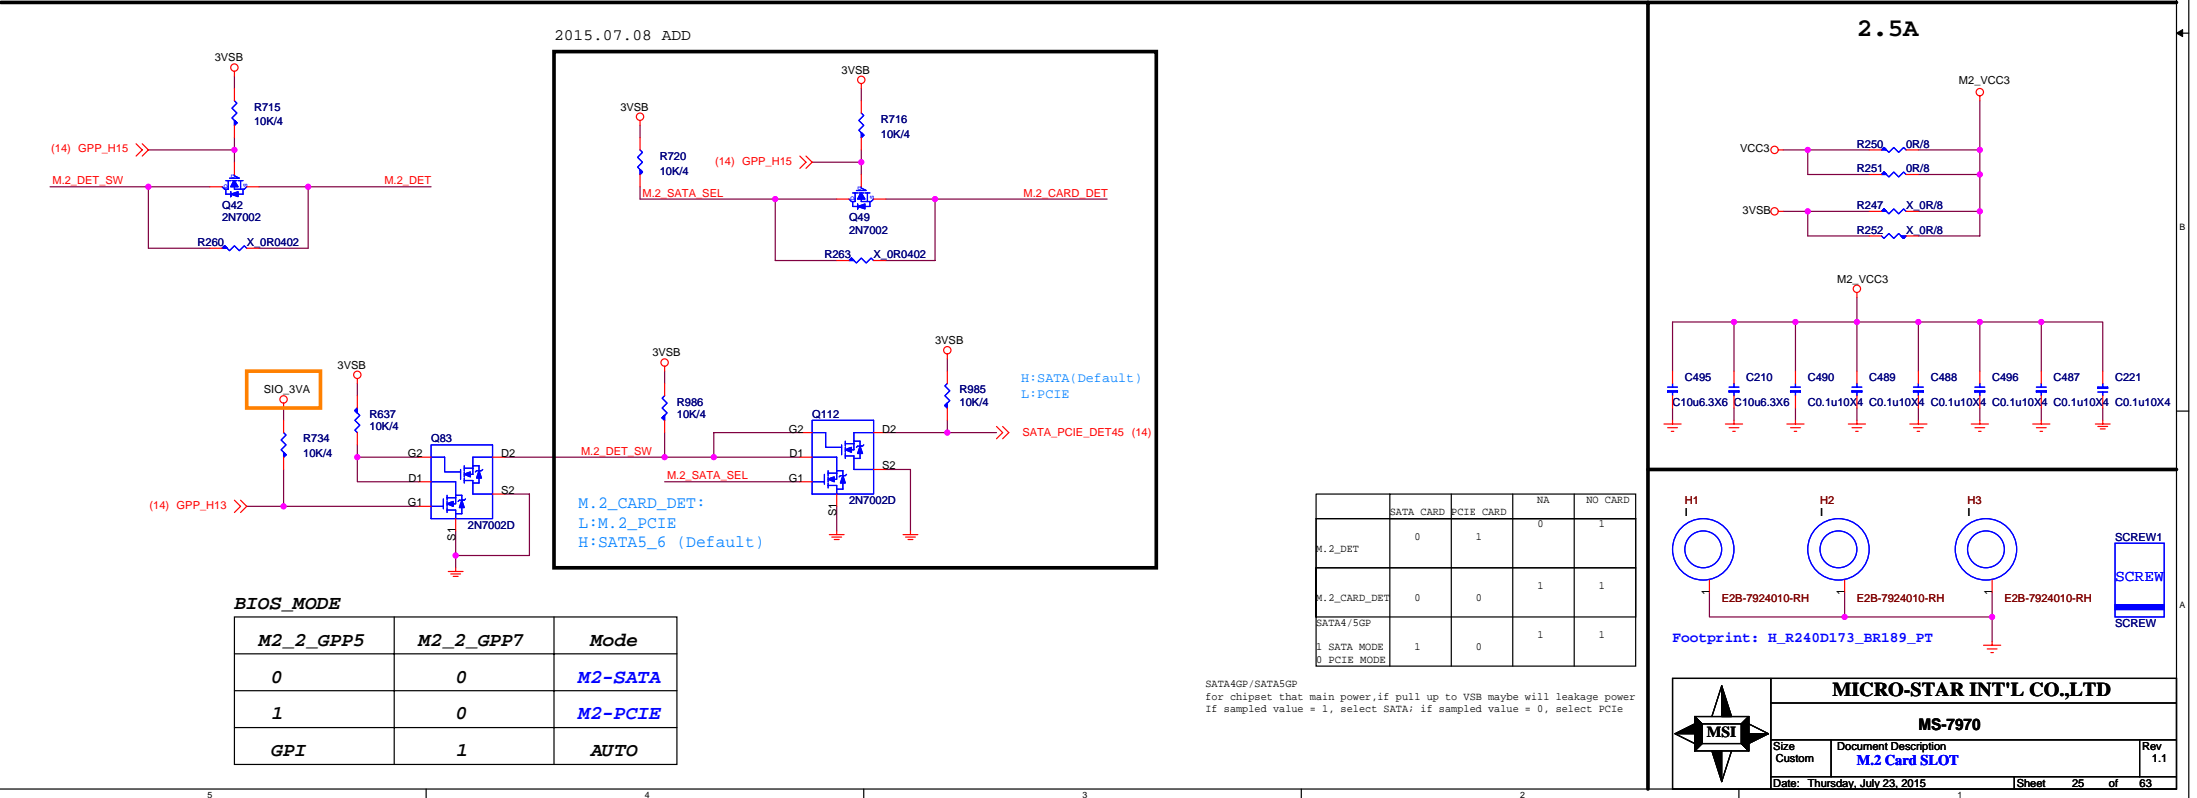 2015.07.08 ADD
3VSB
R715
10K/4
(14) GPP_H15
M.2_DET_SW
M.2_DET
Q42
2N7002
R260 X_0R0402
3VSB
R720
10K/4
3VSB
R716
10K/4
(14) GPP_H15
M.2_SATA_SEL
M.2_CARD_DET
Q49
2N7002
R263 X_0R0402
SIO_3VA
R734
10K/4
3VSB
R637
10K/4
Q83
G2
D2
D1
S2
G1
S1
2N7002D
(14) GPP_H13
3VSB
R986
10K/4
M.2_DET_SW
M.2_SATA_SEL
Q112
G2
D2
D1
S2
G1
S1
2N7002D
3VSB
R985
10K/4
H:SATA(Default)
L:PCIE
SATA_PCIE_DET45 (14)
M.2_CARD_DET:
L:M.2_PCIE
H:SATA5_6 (Default)
BIOS_MODE
M2_2_GPP5 M2_2_GPP7 Mode
0 0 M2-SATA
1 0 M2-PCIE
GPI 1 AUTO
SATA CARD PCIE CARD NA NO CARD
M.2_DET 0 1 0 1
M.2_CARD_DET 0 0 1 1
SATA4/5GP
1 SATA MODE 1 0 1 1
0 PCIE MODE
SATA4GP/SATA5GP
for chipset that main power,if pull up to VSB maybe will leakage power
If sampled value = 1, select SATA; if sampled value = 0, select PCIe
2.5A
M2_VCC3
VCC3
R250 0R/8
R251 0R/8
3VSB
R247 X_0R/8
R252 X_0R/8
M2_VCC3
C495 C210 C490 C489 C488 C496 C487 C221
C10u6.3X6 C10u6.3X6 C0.1u10X4 C0.1u10X4 C0.1u10X4 C0.1u10X4 C0.1u10X4 C0.1u10X4
H1 H2 H3
1 1 1
E2B-7924010-RH E2B-7924010-RH E2B-7924010-RH
SCREW1
SCREW
SCREW
Footprint: H_R240D173_BR189_PT
MSI
MICRO-STAR INT'L CO.,LTD
MS-7970
Size
Custom
Document Description
M.2 Card SLOT
Rev
1.1
Date: Thursday, July 23, 2015
Sheet 25 of 63
B
A
5 4 3 2 1